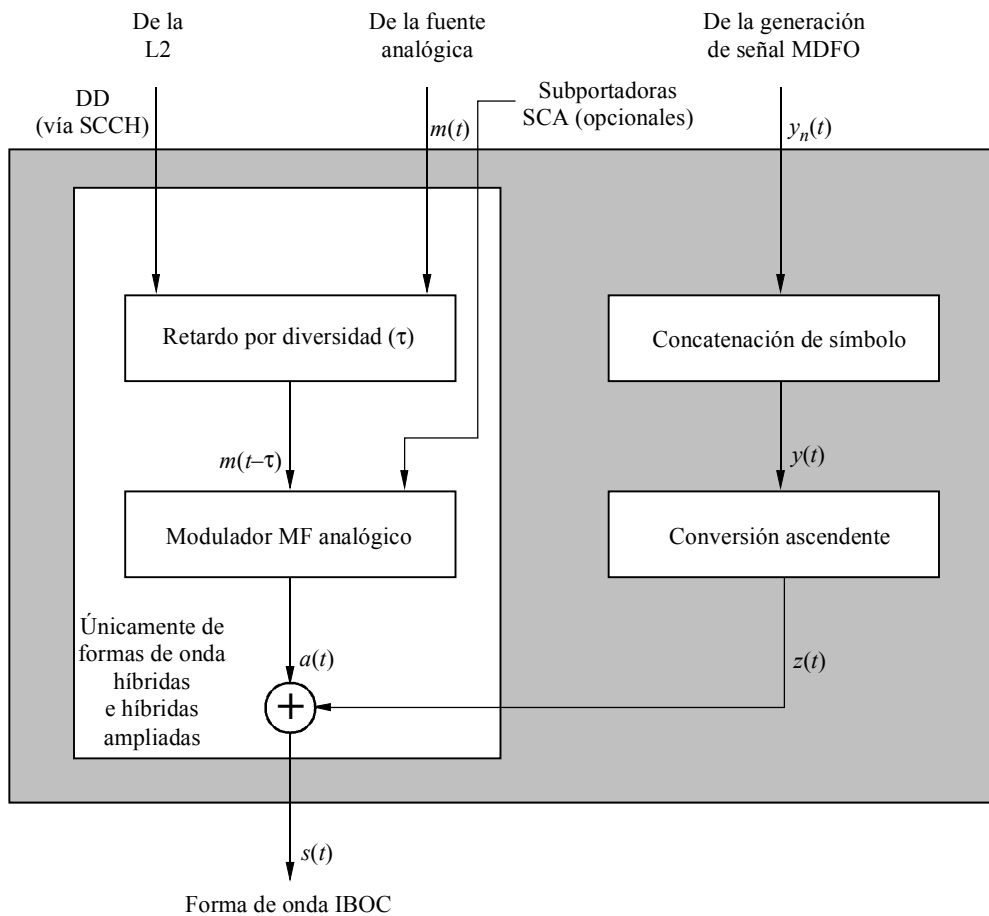 De la
L2
De la fuente
analógica
De la generación
de señal MDFO
DD
(vía SCCH)
m(t)
Subportadoras
SCA (opcionales)
yn(t)
Retardo por diversidad (τ)
Concatenación de símbolo
m(t–τ)
y(t)
Modulador MF analógico
Conversión ascendente
Únicamente de
formas de onda
híbridas
e híbridas
ampliadas
a(t)
z(t)
+
s(t)
Forma de onda IBOC